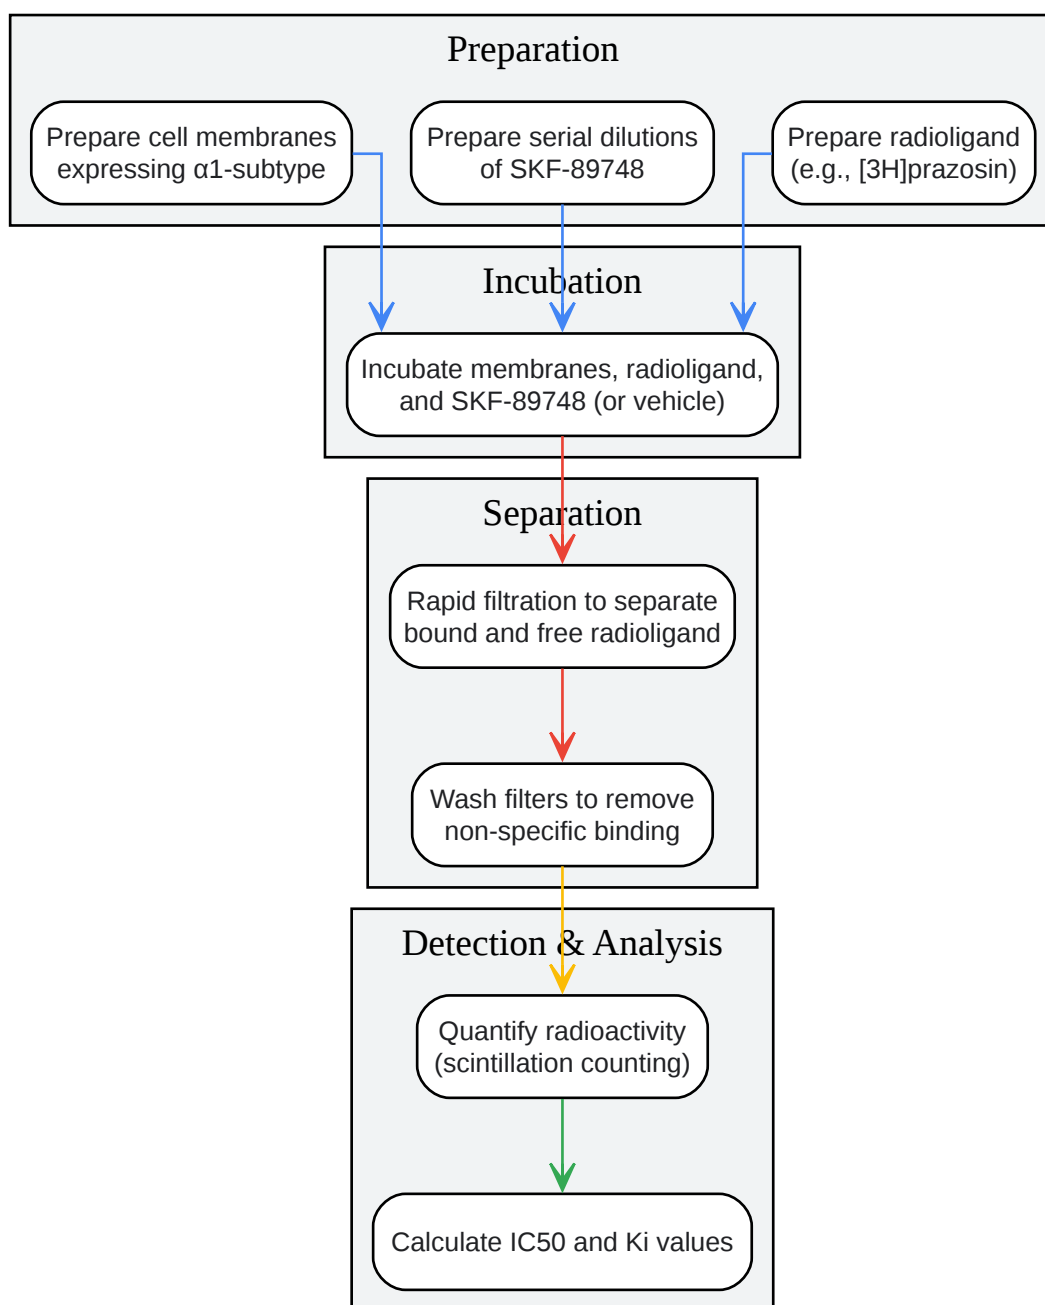 Preparation
Prepare cell membranes
expressing α1-subtype
Prepare serial dilutions
of SKF-89748
Prepare radioligand
(e.g., [3H]prazosin)
Incubation
Incubate membranes, radioligand,
and SKF-89748 (or vehicle)
Separation
Rapid filtration to separate
bound and free radioligand
Wash filters to remove
non-specific binding
Detection & Analysis
Quantify radioactivity
(scintillation counting)
Calculate IC50 and Ki values